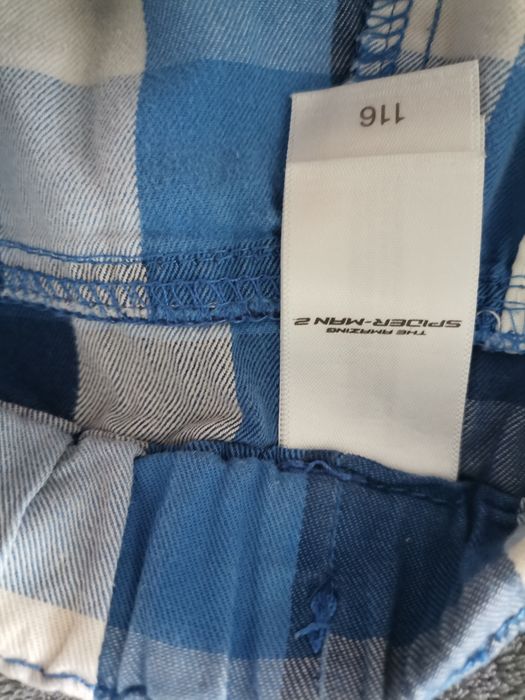 THE AMAZING
SPIDER-MAN 2
116